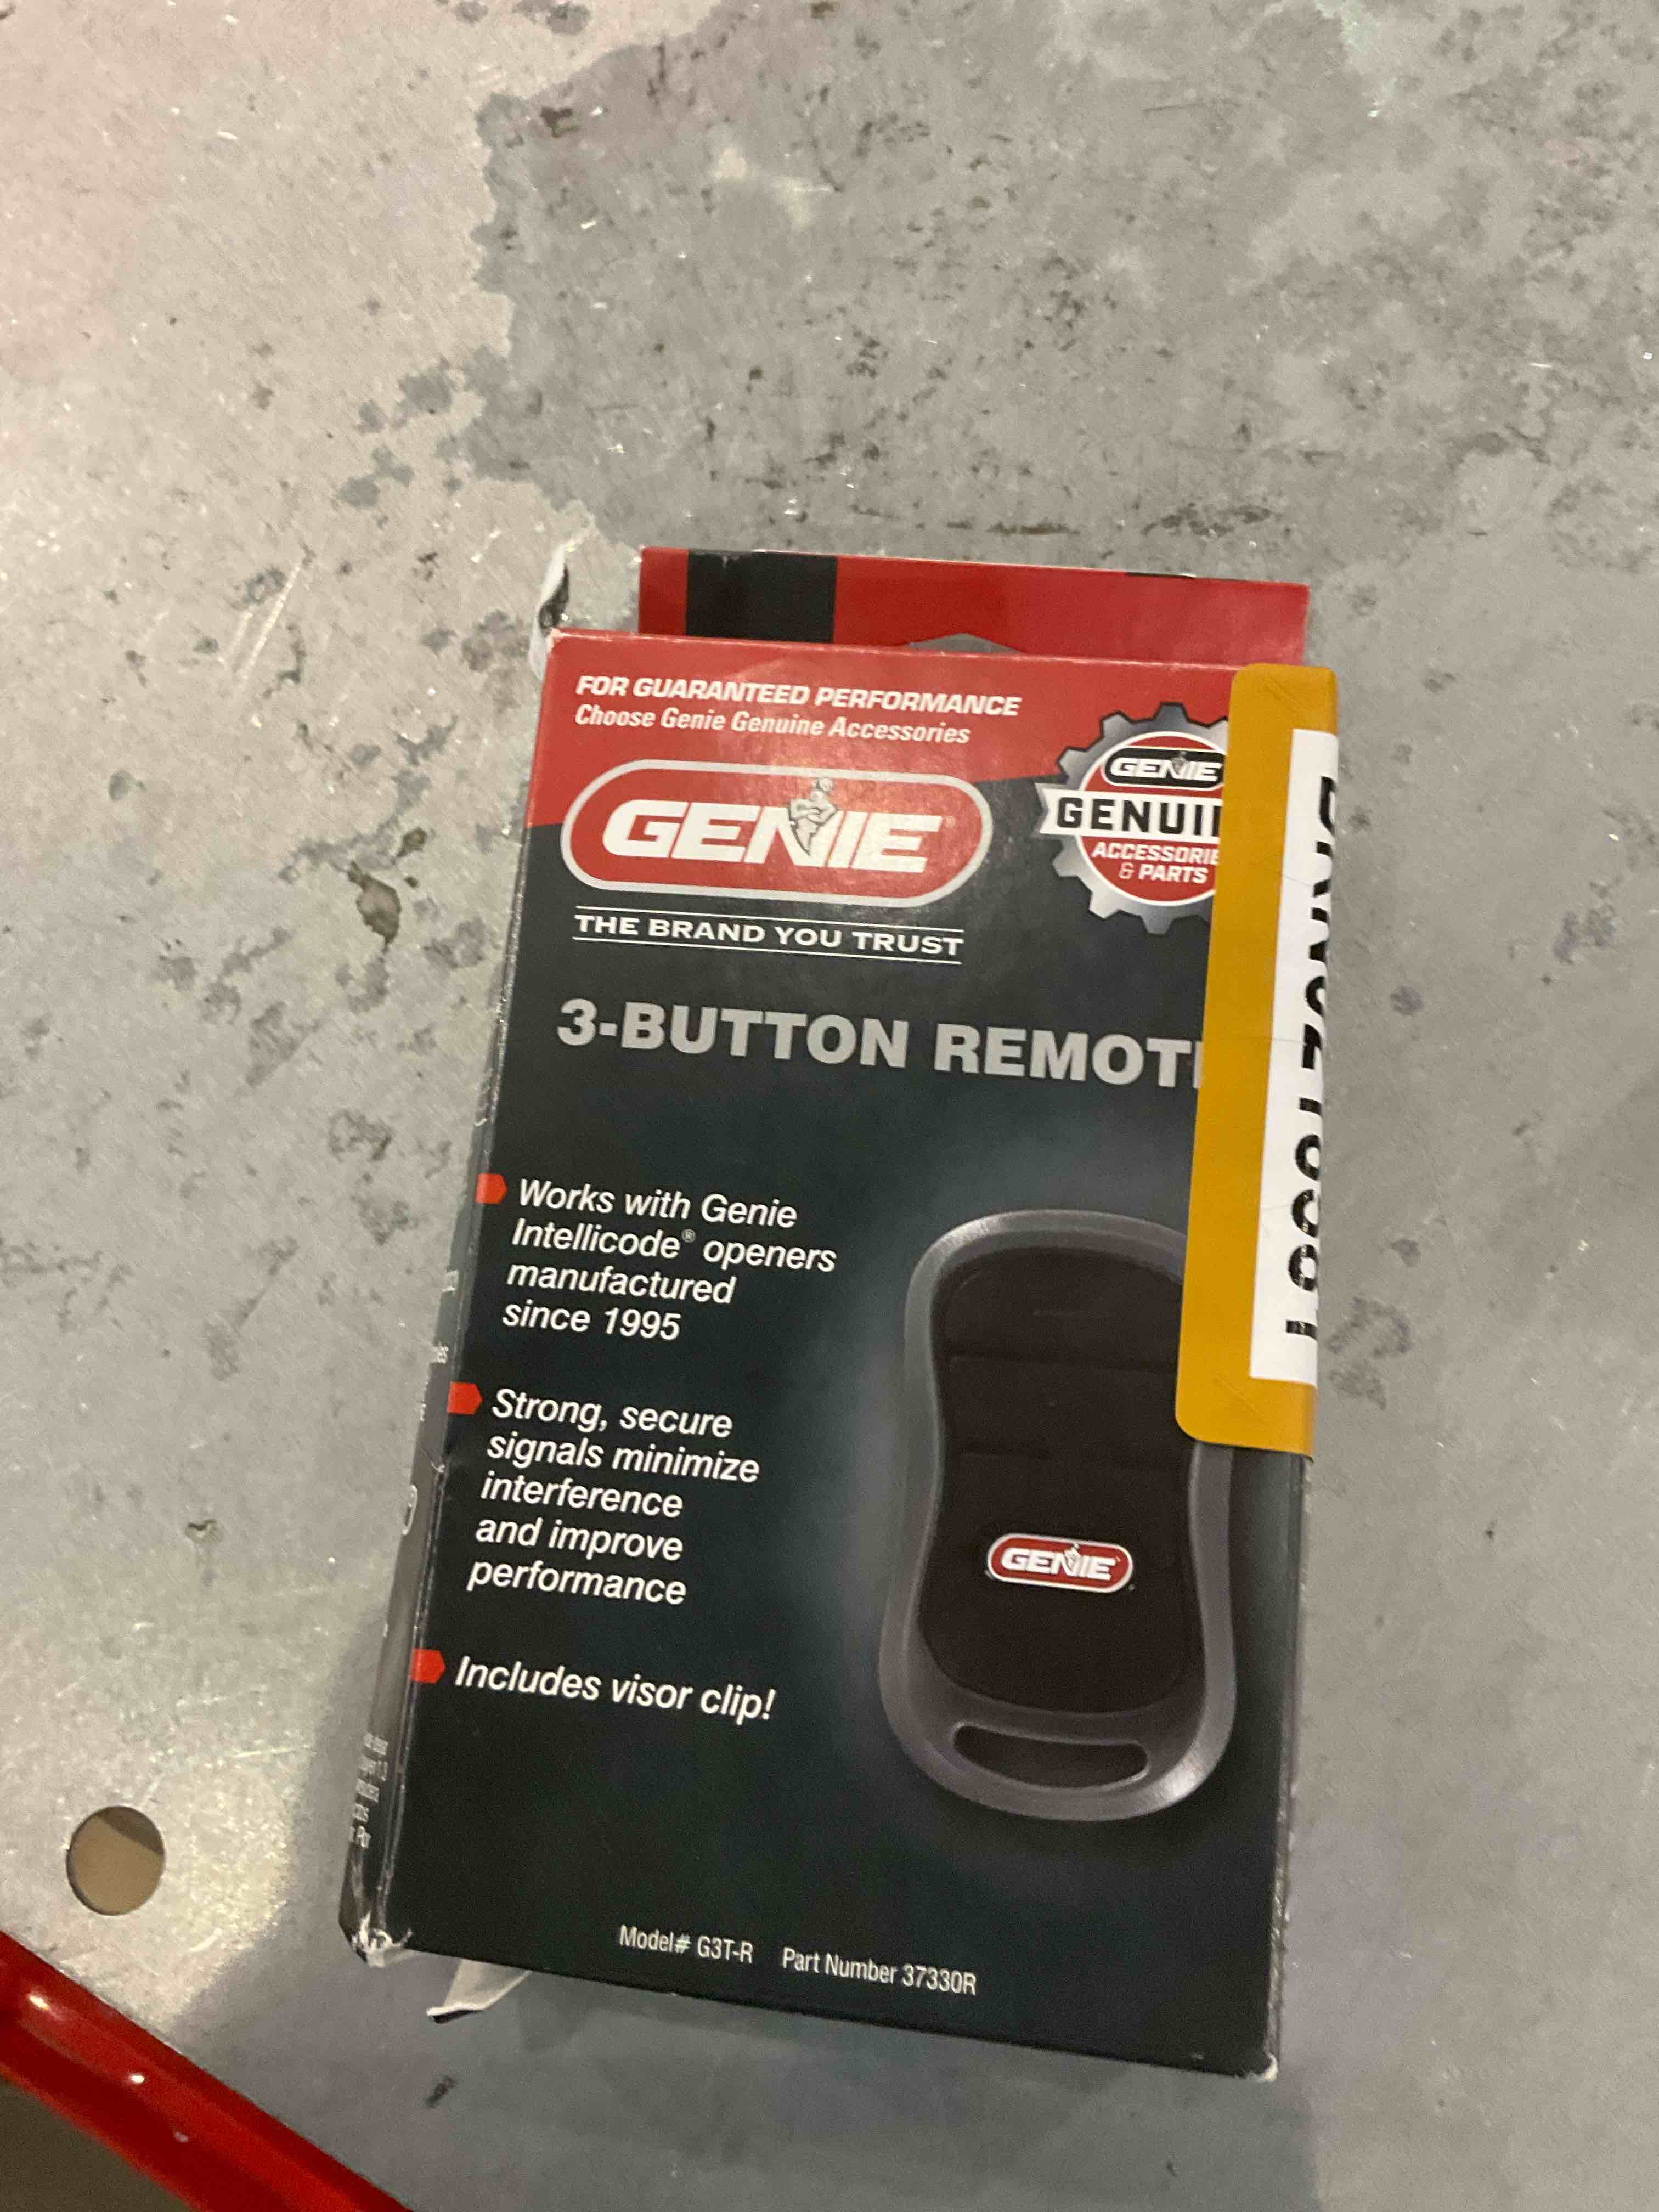 FOR GUARANTEED PERFORMANCE
Choose Genie Genuine Accessories
GENIE
GENIE
GENUI
ACCESSORIE
& PARTS
THE BRAND YOU TRUST
3-BUTTON REMOT
Works with Genie
Intellicode® openers
manufactured
since 1995
Strong, secure
signals minimize
interference
and improve
performance
GENIE
Includes visor clip!
Model# G3T-R Part Number 37330R